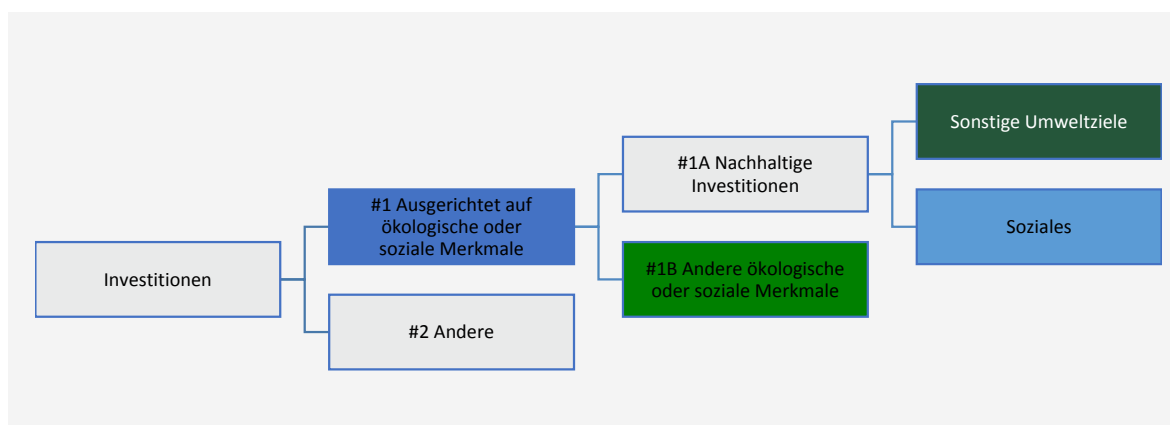 Investitionen
#1 Ausgerichtet auf
ökologische oder
soziale Merkmale
#2 Andere
#1A Nachhaltige
Investitionen
#1B Andere ökologische
oder soziale Merkmale
Sonstige Umweltziele
Soziales